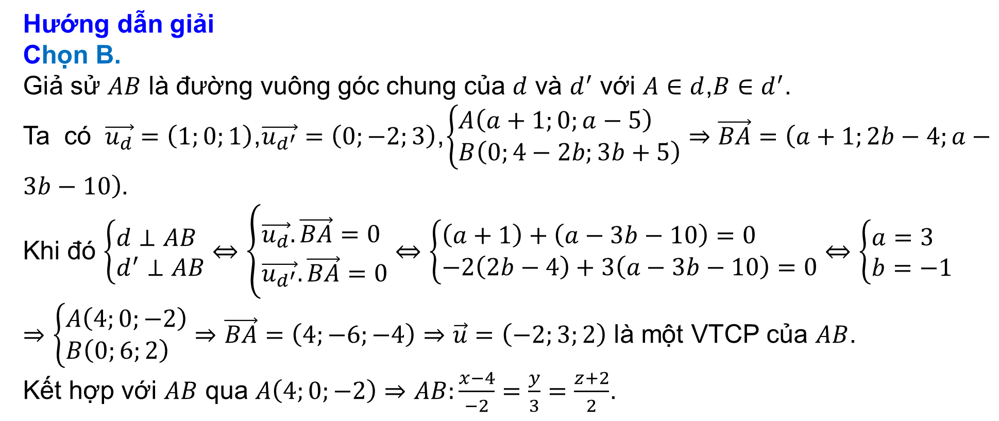 Hướng dẫn giải
Chọn B.
Giả sử $AB$ là đường vuông góc chung của $d$ và $d'$ với $A \in d, B \in d'$.
Ta có $\overrightarrow{u_d} = (1; 0; 1), \overrightarrow{u_{d'}} = (0; -2; 3), \begin{cases} A(a + 1; 0; a - 5) \\ B(0; 4 - 2b; 3b + 5) \end{cases} \Rightarrow \overrightarrow{BA} = (a + 1; 2b - 4; a -$
$3b - 10)$.
Khi đó $\begin{cases} d \perp AB \\ d' \perp AB \end{cases} \Leftrightarrow \begin{cases} \overrightarrow{u_d}. \overrightarrow{BA} = 0 \\ \overrightarrow{u_{d'}}. \overrightarrow{BA} = 0 \end{cases} \Leftrightarrow \begin{cases} (a + 1) + (a - 3b - 10) = 0 \\ -2(2b - 4) + 3(a - 3b - 10) = 0 \end{cases} \Leftrightarrow \begin{cases} a = 3 \\ b = -1 \end{cases}$
$\Rightarrow \begin{cases} A(4; 0; -2) \\ B(0; 6; 2) \end{cases} \Rightarrow \overrightarrow{BA} = (4; -6; -4) \Rightarrow \vec{u} = (-2; 3; 2)$ là một VTCP của $AB$.
Kết hợp với $AB$ qua $A(4; 0; -2) \Rightarrow AB: \frac{x-4}{-2} = \frac{y}{3} = \frac{z+2}{2}$.